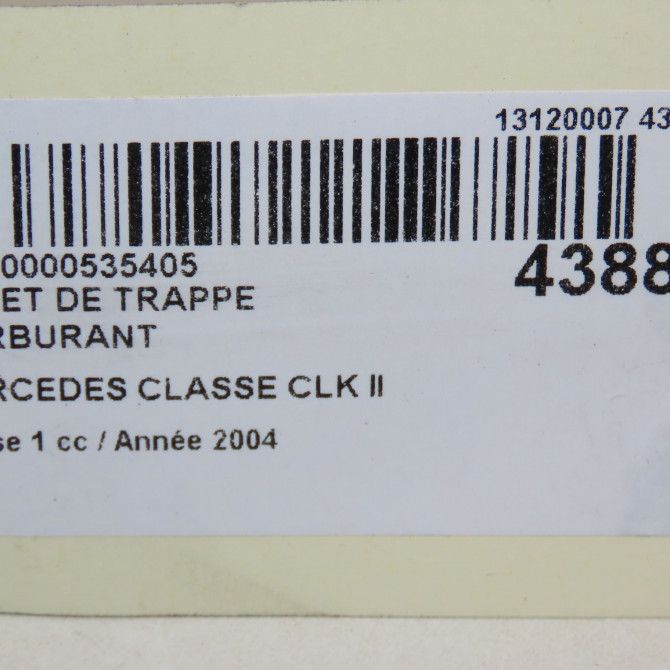 13120007 43
0000535405
4388
ET DE TRAPPE
RBURANT
RCEDES CLASSE CLK II
se 1 cc / Année 2004